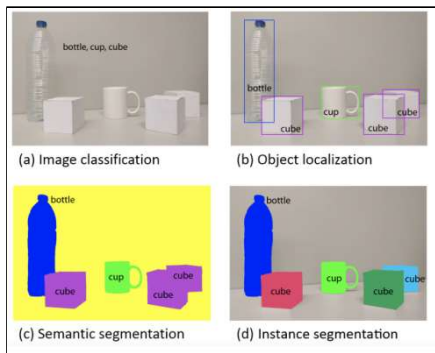 bottle, cup, cube
(a) Image classification
bottle
cube
cup
cube
cube
(b) Object localization
bottle
cube
cup
cube
cube
(c) Semantic segmentation
bottle
cube
cup
cube
cube
(d) Instance segmentation